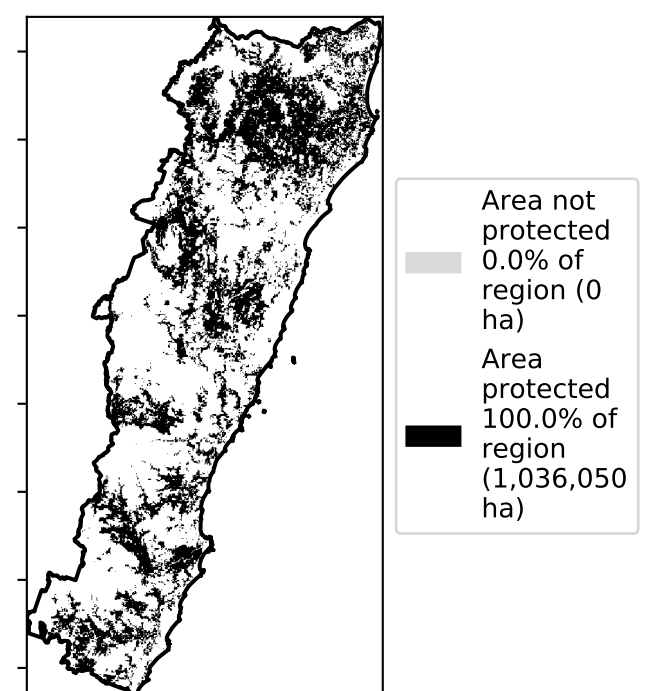 Area not
protected
0.0% of
region (0
ha)
Area
protected
100.0% of
region
(1,036,050
ha)